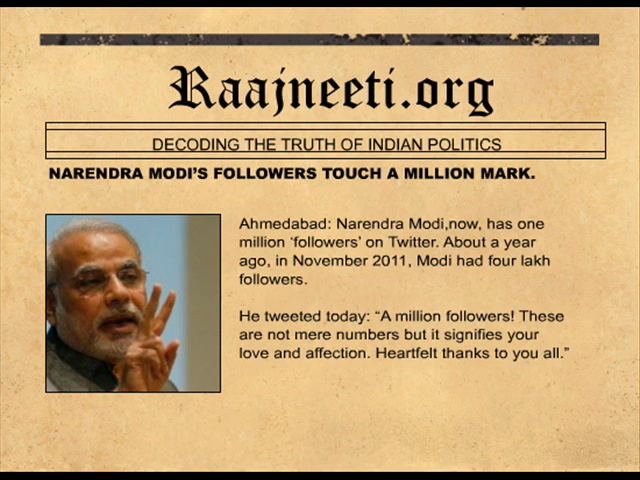 Raajneeti.org
DECODING THE TRUTH OF INDIAN POLITICS
NARENDRA MODI'S FOLLOWERS TOUCH A MILLION MARK.
Ahmedabad: Narendra Modi,now, has one
million ‘followers’ on Twitter. About a year
ago, in November 2011, Modi had four lakh
followers.
He tweeted today: “A million followers! These
are not mere numbers but it signifies your
love and affection. Heartfelt thanks to you all.”